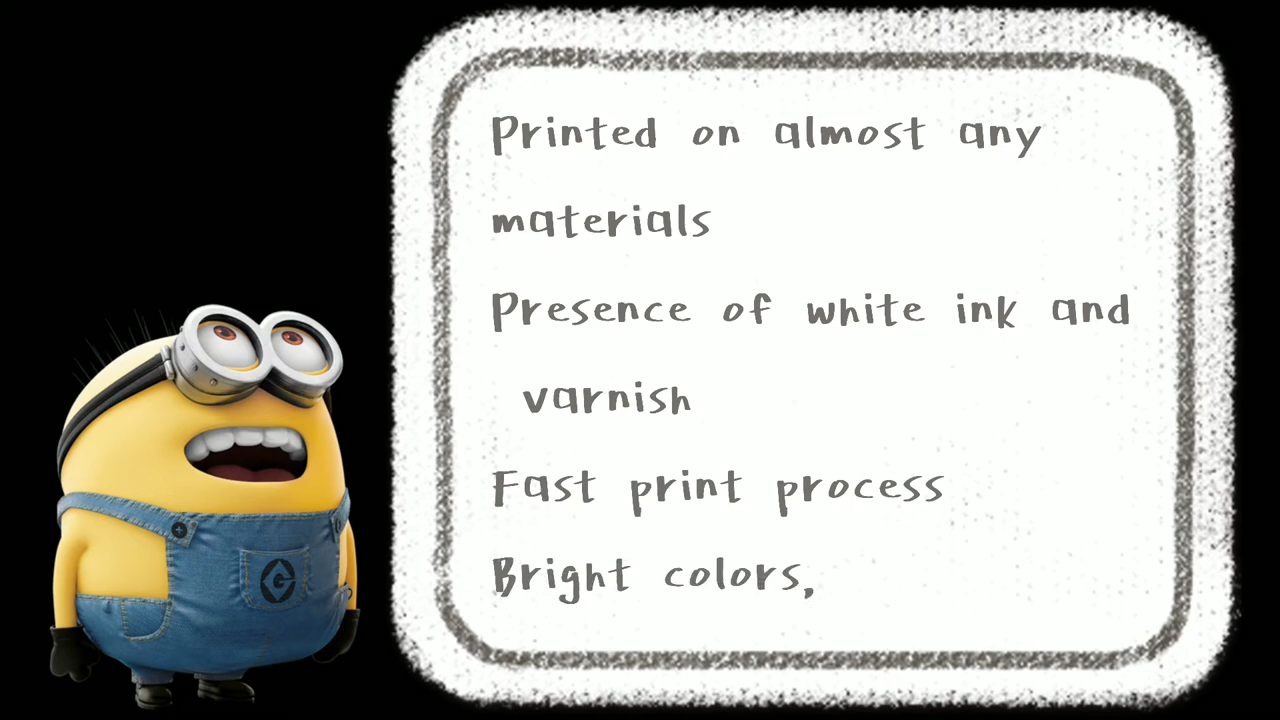 Printed on almost any
materials
Presence of white ink and
varnish
Fast print process
Bright colors,